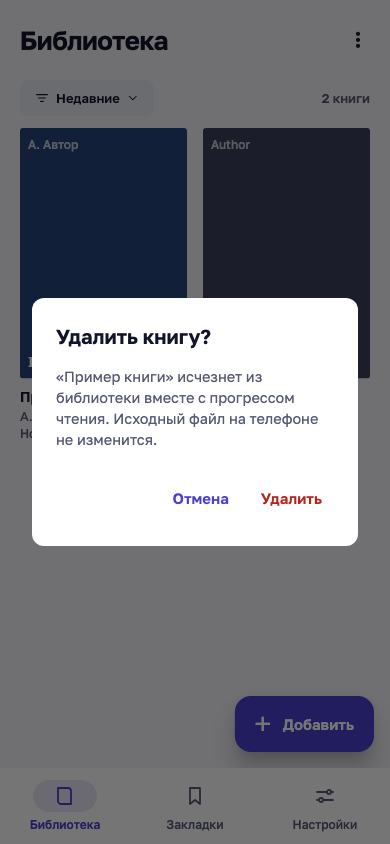 Библиотека
Недавние
2 книги
А. Автор
Author
Удалить книгу?
«Пример книги» исчезнет из
библиотеки вместе с прогрессом
чтения. Исходный файл на телефоне
не изменится.
Отмена
Удалить
Добавить
Библиотека
Закладки
Настройки